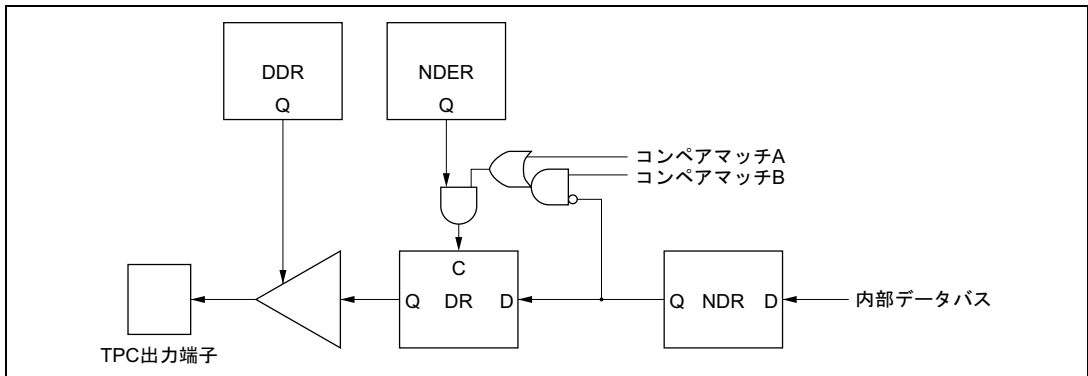 DDR
Q
NDER
Q
コンペアマッチA
コンペアマッチB
C
Q DR D
Q NDR D
内部データバス
TPC出力端子